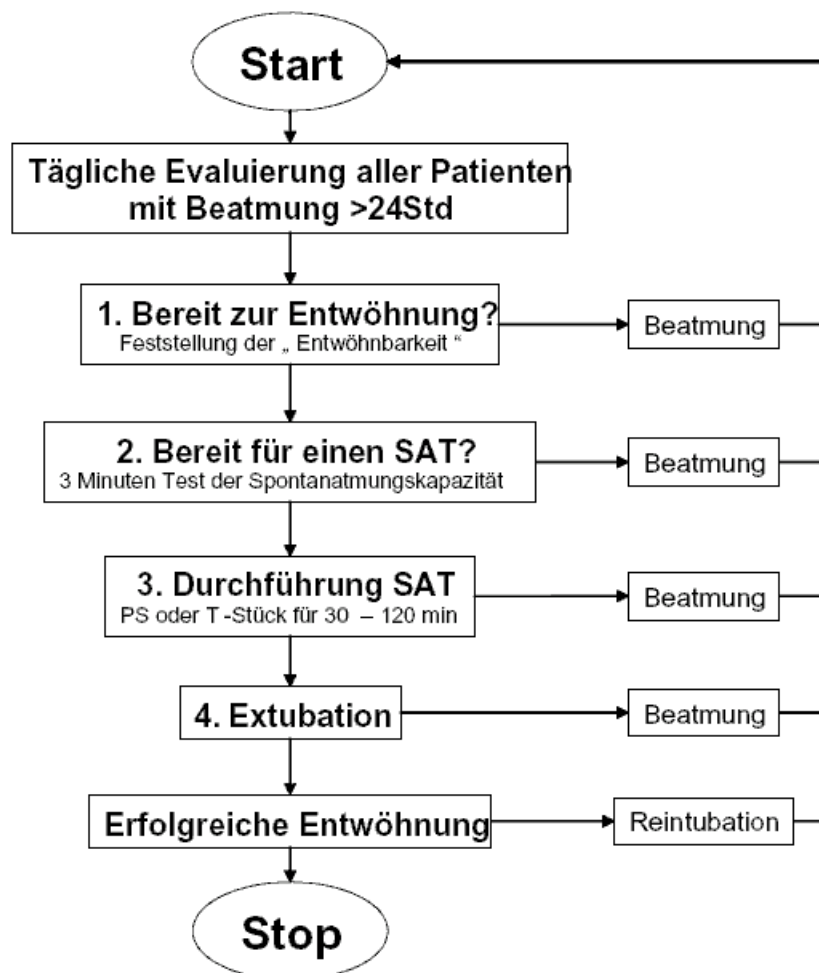 Start
Tägliche Evaluierung aller Patienten
mit Beatmung >24Std
1. Bereit zur Entwöhnung?
Feststellung der „ Entwöhnbarkeit “
Beatmung
2. Bereit für einen SAT?
3 Minuten Test der Spontanatmungskapazität
Beatmung
3. Durchführung SAT
PS oder T -Stück für 30 – 120 min
Beatmung
4. Extubation
Beatmung
Erfolgreiche Entwöhnung
Reintubation
Stop